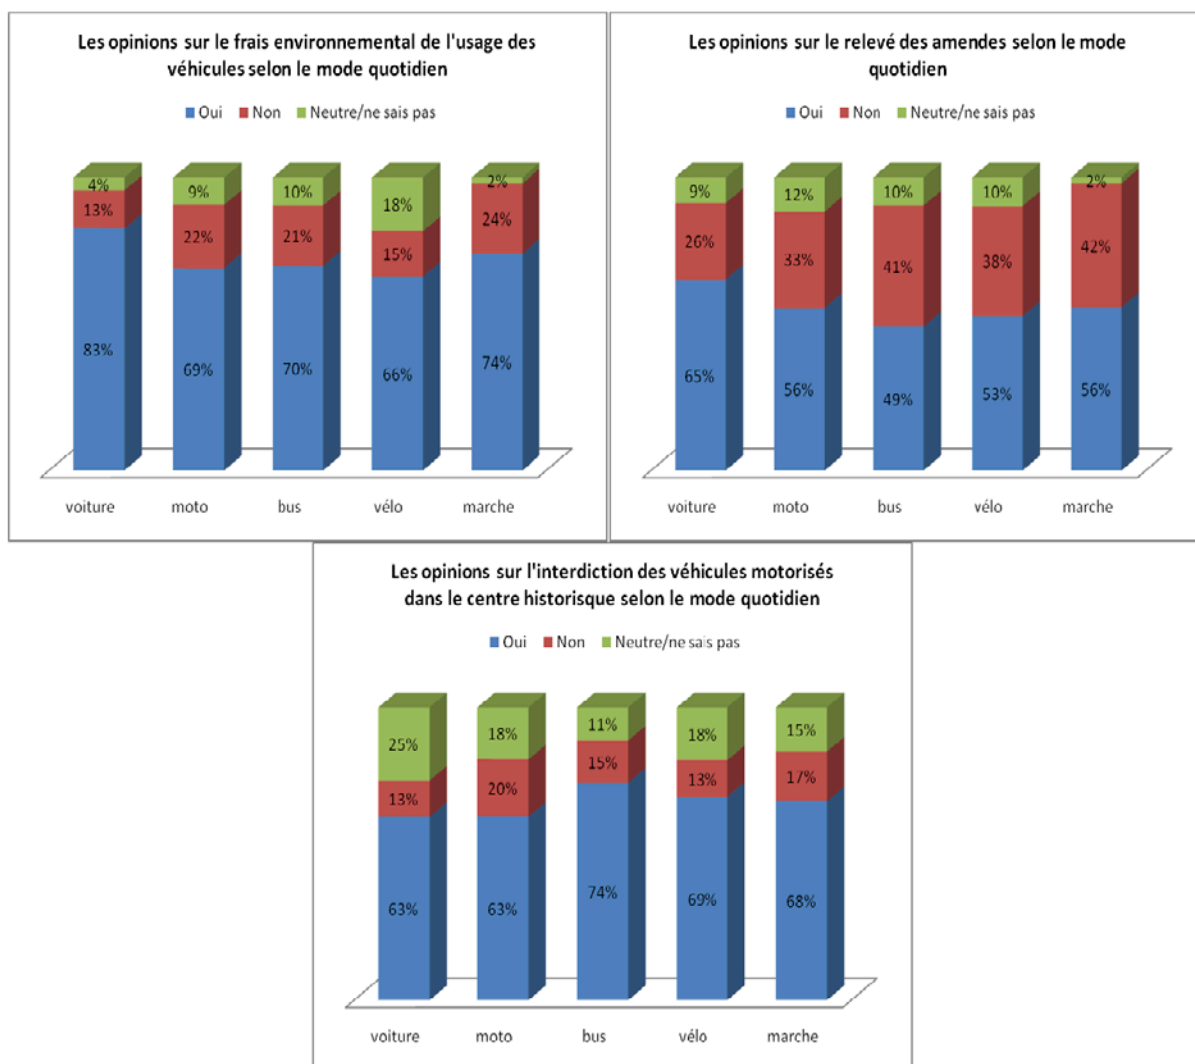 Les opinions sur le frais environnemental de l'usage des
véhicules selon le mode quotidien
Oui Non Neutre/ne sais pas
4% 9% 10% 18% 2%
13% 22% 21% 15% 24%
83% 69% 70% 66% 74%
voiture moto bus vélo marche
Les opinions sur le relevé des amendes selon le mode
quotidien
Oui Non Neutre/ne sais pas
9% 12% 10% 10% 2%
26% 33% 41% 38% 42%
65% 56% 49% 53% 56%
voiture moto bus vélo marche
Les opinions sur l'interdiction des véhicules motorisés
dans le centre historisque selon le mode quotidien
Oui Non Neutre/ne sais pas
25% 18% 11% 18% 15%
13% 20% 15% 13% 17%
63% 63% 74% 69% 68%
voiture moto bus vélo marche